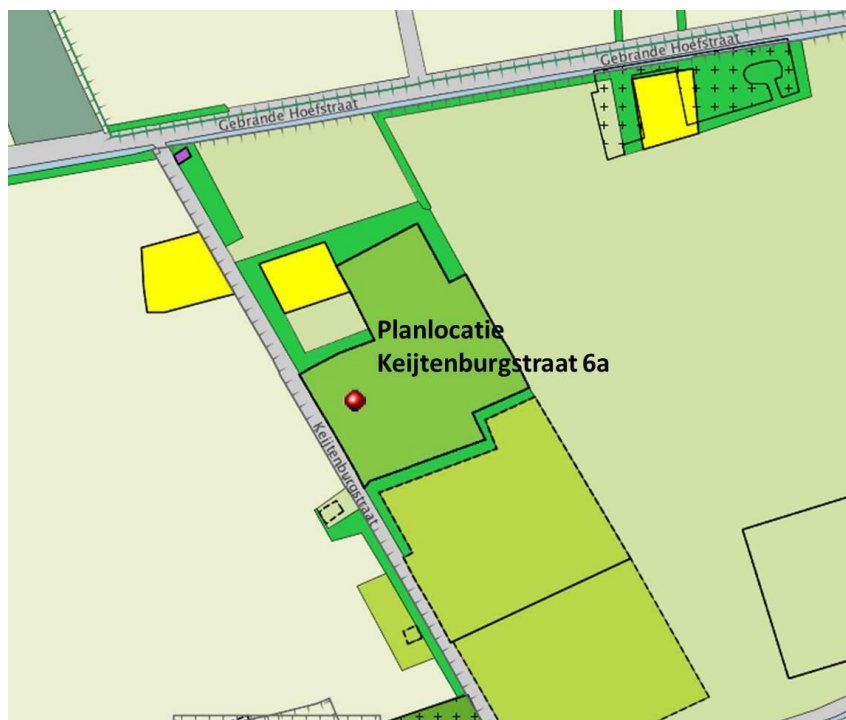 Gebrande Hoefstraat
Gebrande Hoefstraat
Planlocatie
Keijtenburgstraat 6a
Keijtenburgstraat